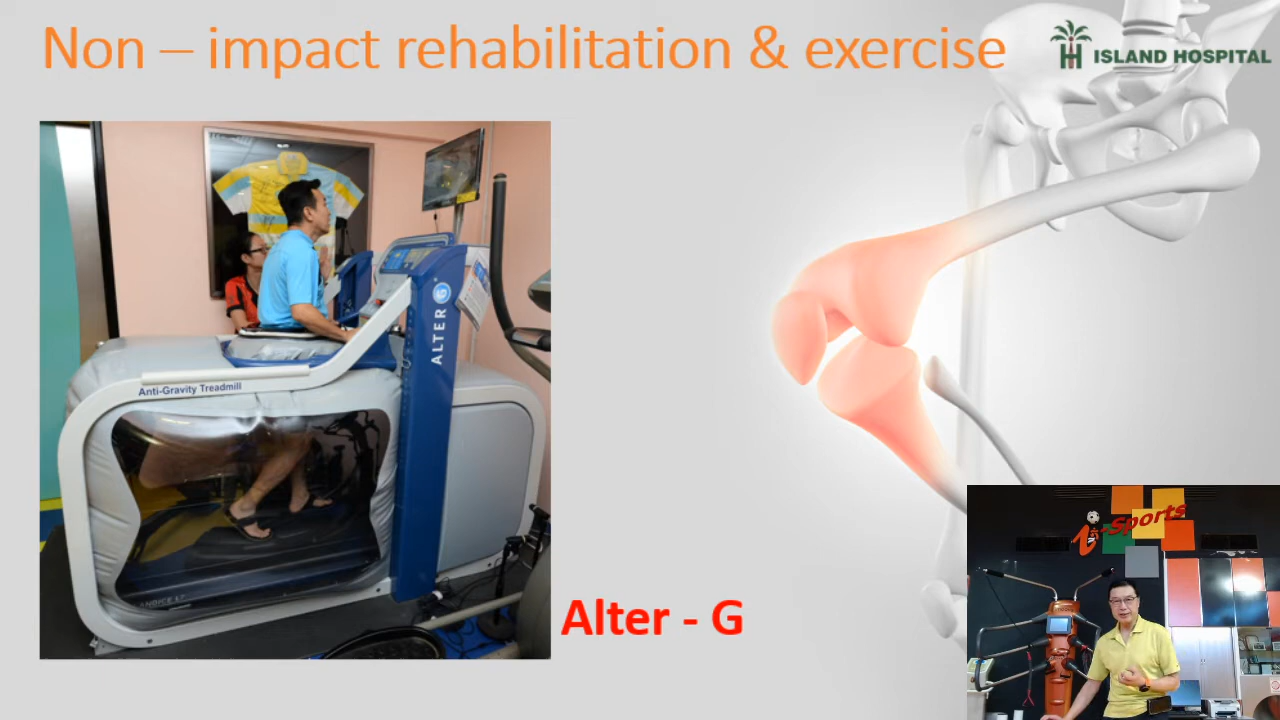 Non – impact rehabilitation & exercise
ISLAND HOSPITAL
ALTER G
Anti-Gravity Treadmill
Alter - G
i-Sports